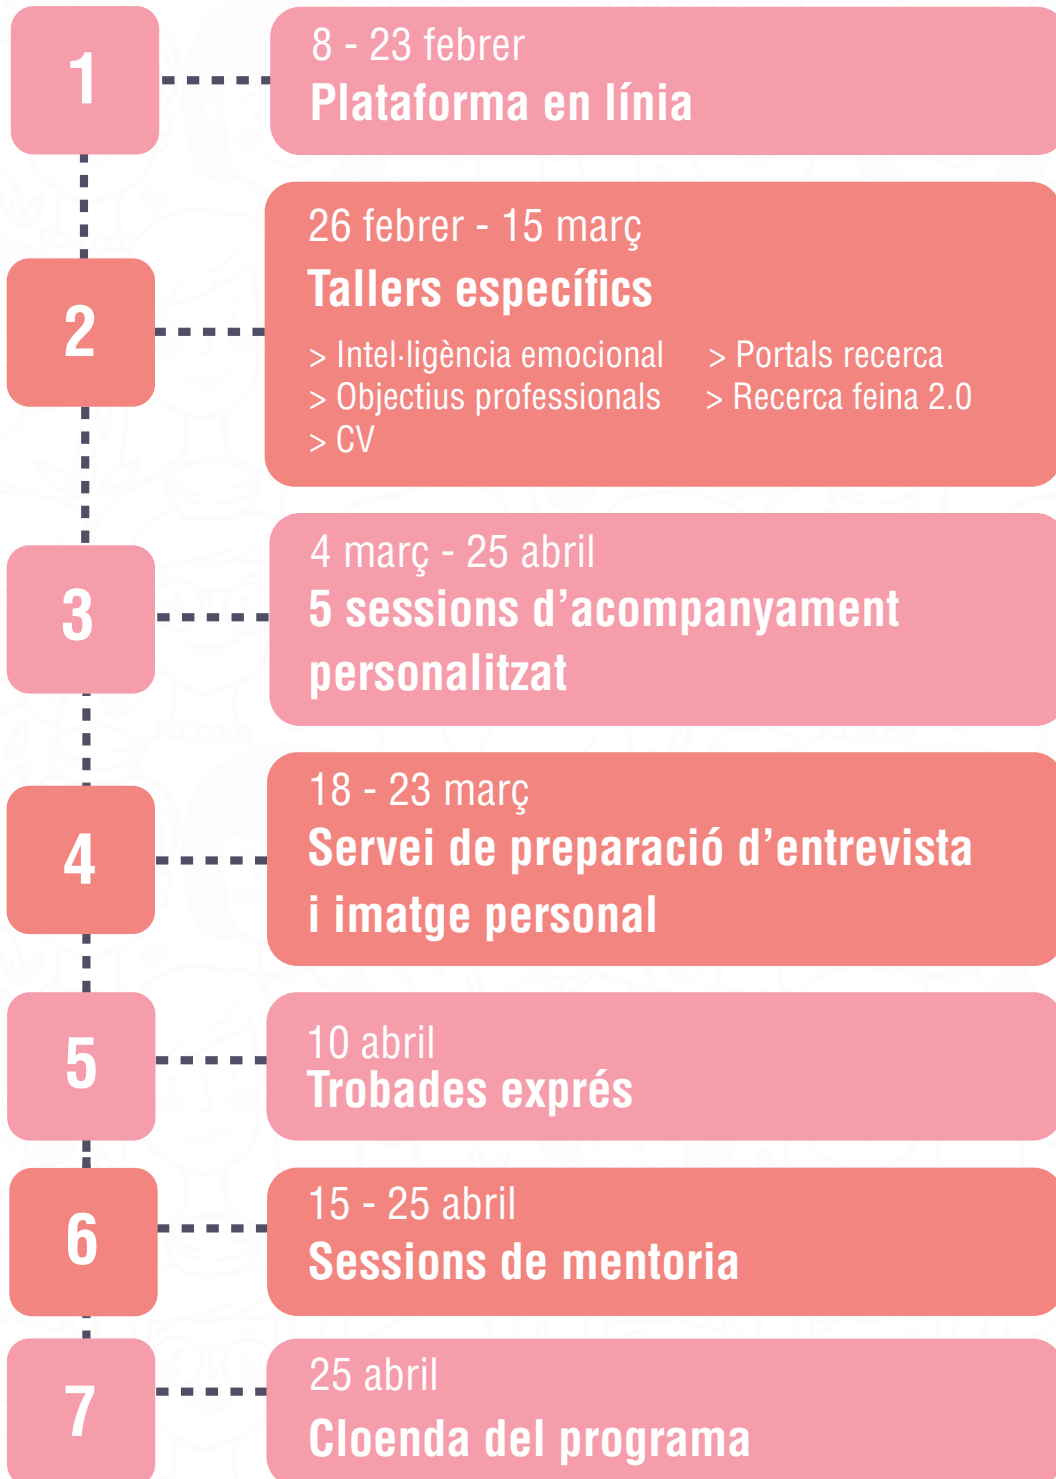 1
8 - 23 febrer
Plataforma en línia
2
26 febrer - 15 març
Tallers específics
> Intel·ligència emocional > Portals recerca
> Objectius professionals > Recerca feina 2.0
> CV
3
4 març - 25 abril
5 sessions d’acompanyament
personalitzat
4
18 - 23 març
Servei de preparació d’entrevista
i imatge personal
5
10 abril
Trobades exprés
6
15 - 25 abril
Sessions de mentoria
7
25 abril
Cloenda del programa